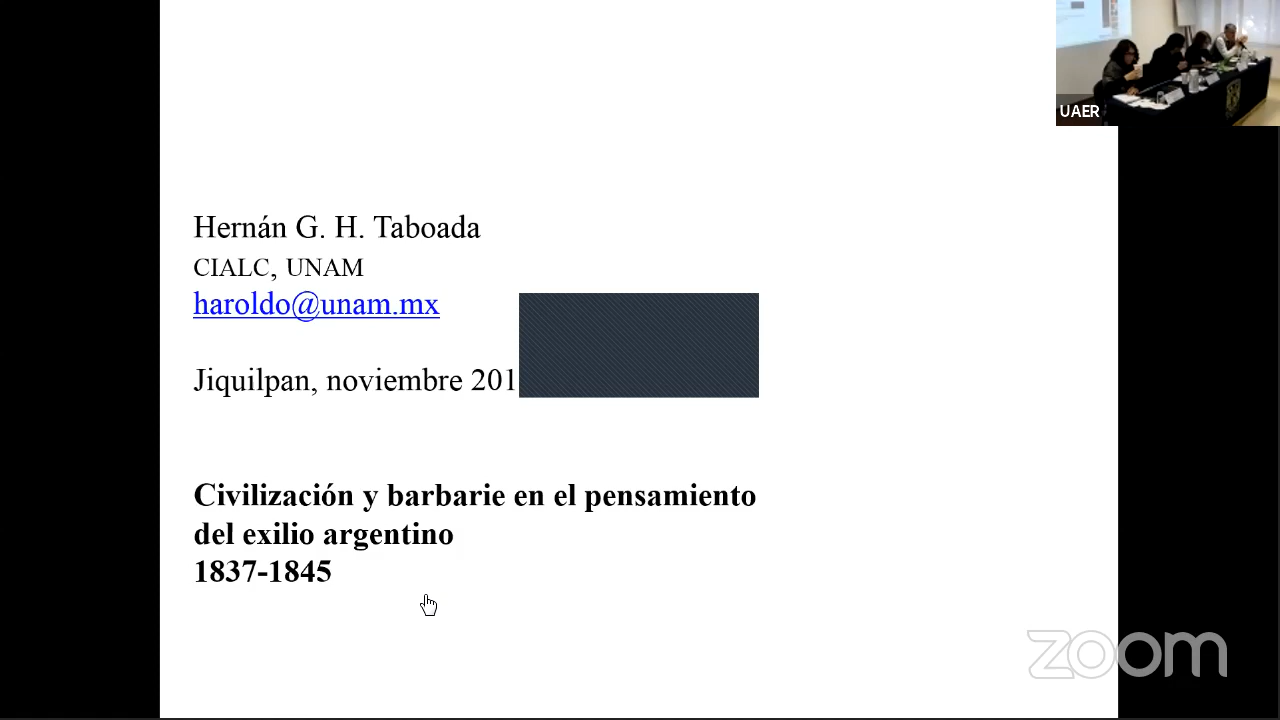 Hernán G. H. Taboada
CIALC, UNAM
haroldo@unam.mx
Jiquilpan, noviembre 201
Civilización y barbarie en el pensamiento
del exilio argentino
1837-1845
UAER
zoom